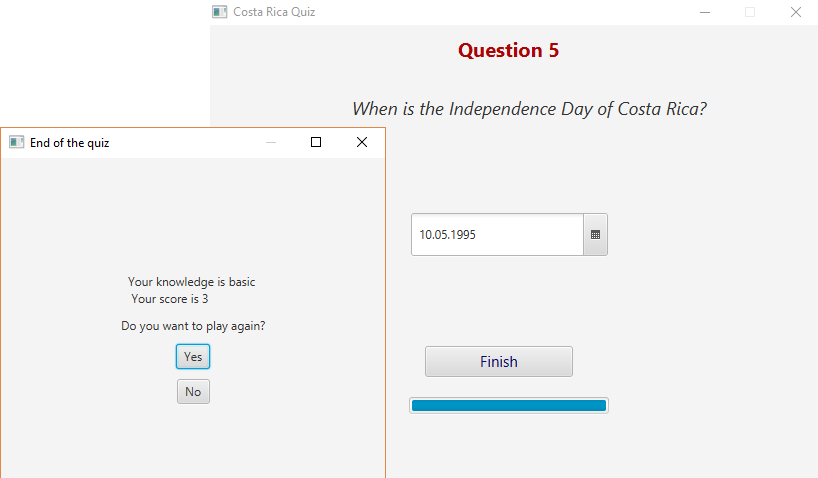 Costa Rica Quiz
Question 5
When is the Independence Day of Costa Rica?
10.05.1995
Finish
End of the quiz
Your knowledge is basic
Your score is 3
Do you want to play again?
Yes
No